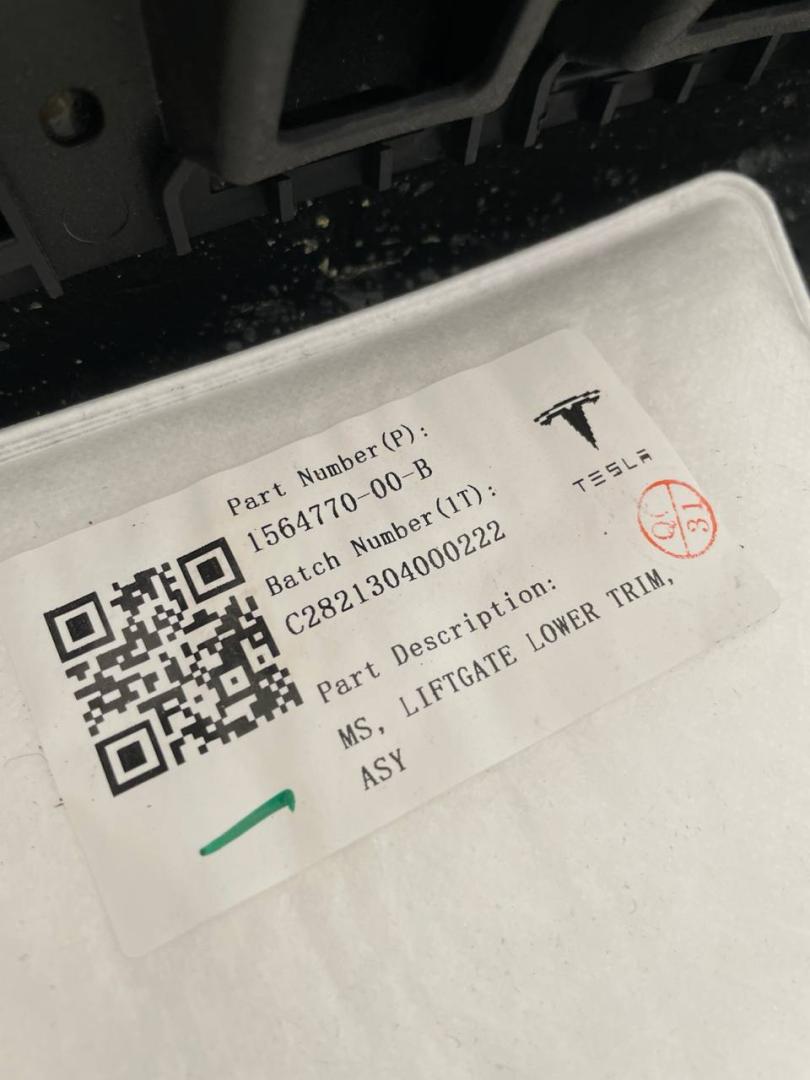 Part Number(P):
1564770-00-B
Batch Number(1T):
C2821304000222
Part Description:
MS, LIFTGATE LOWER TRIM,
ASY
TESLA
QC
31